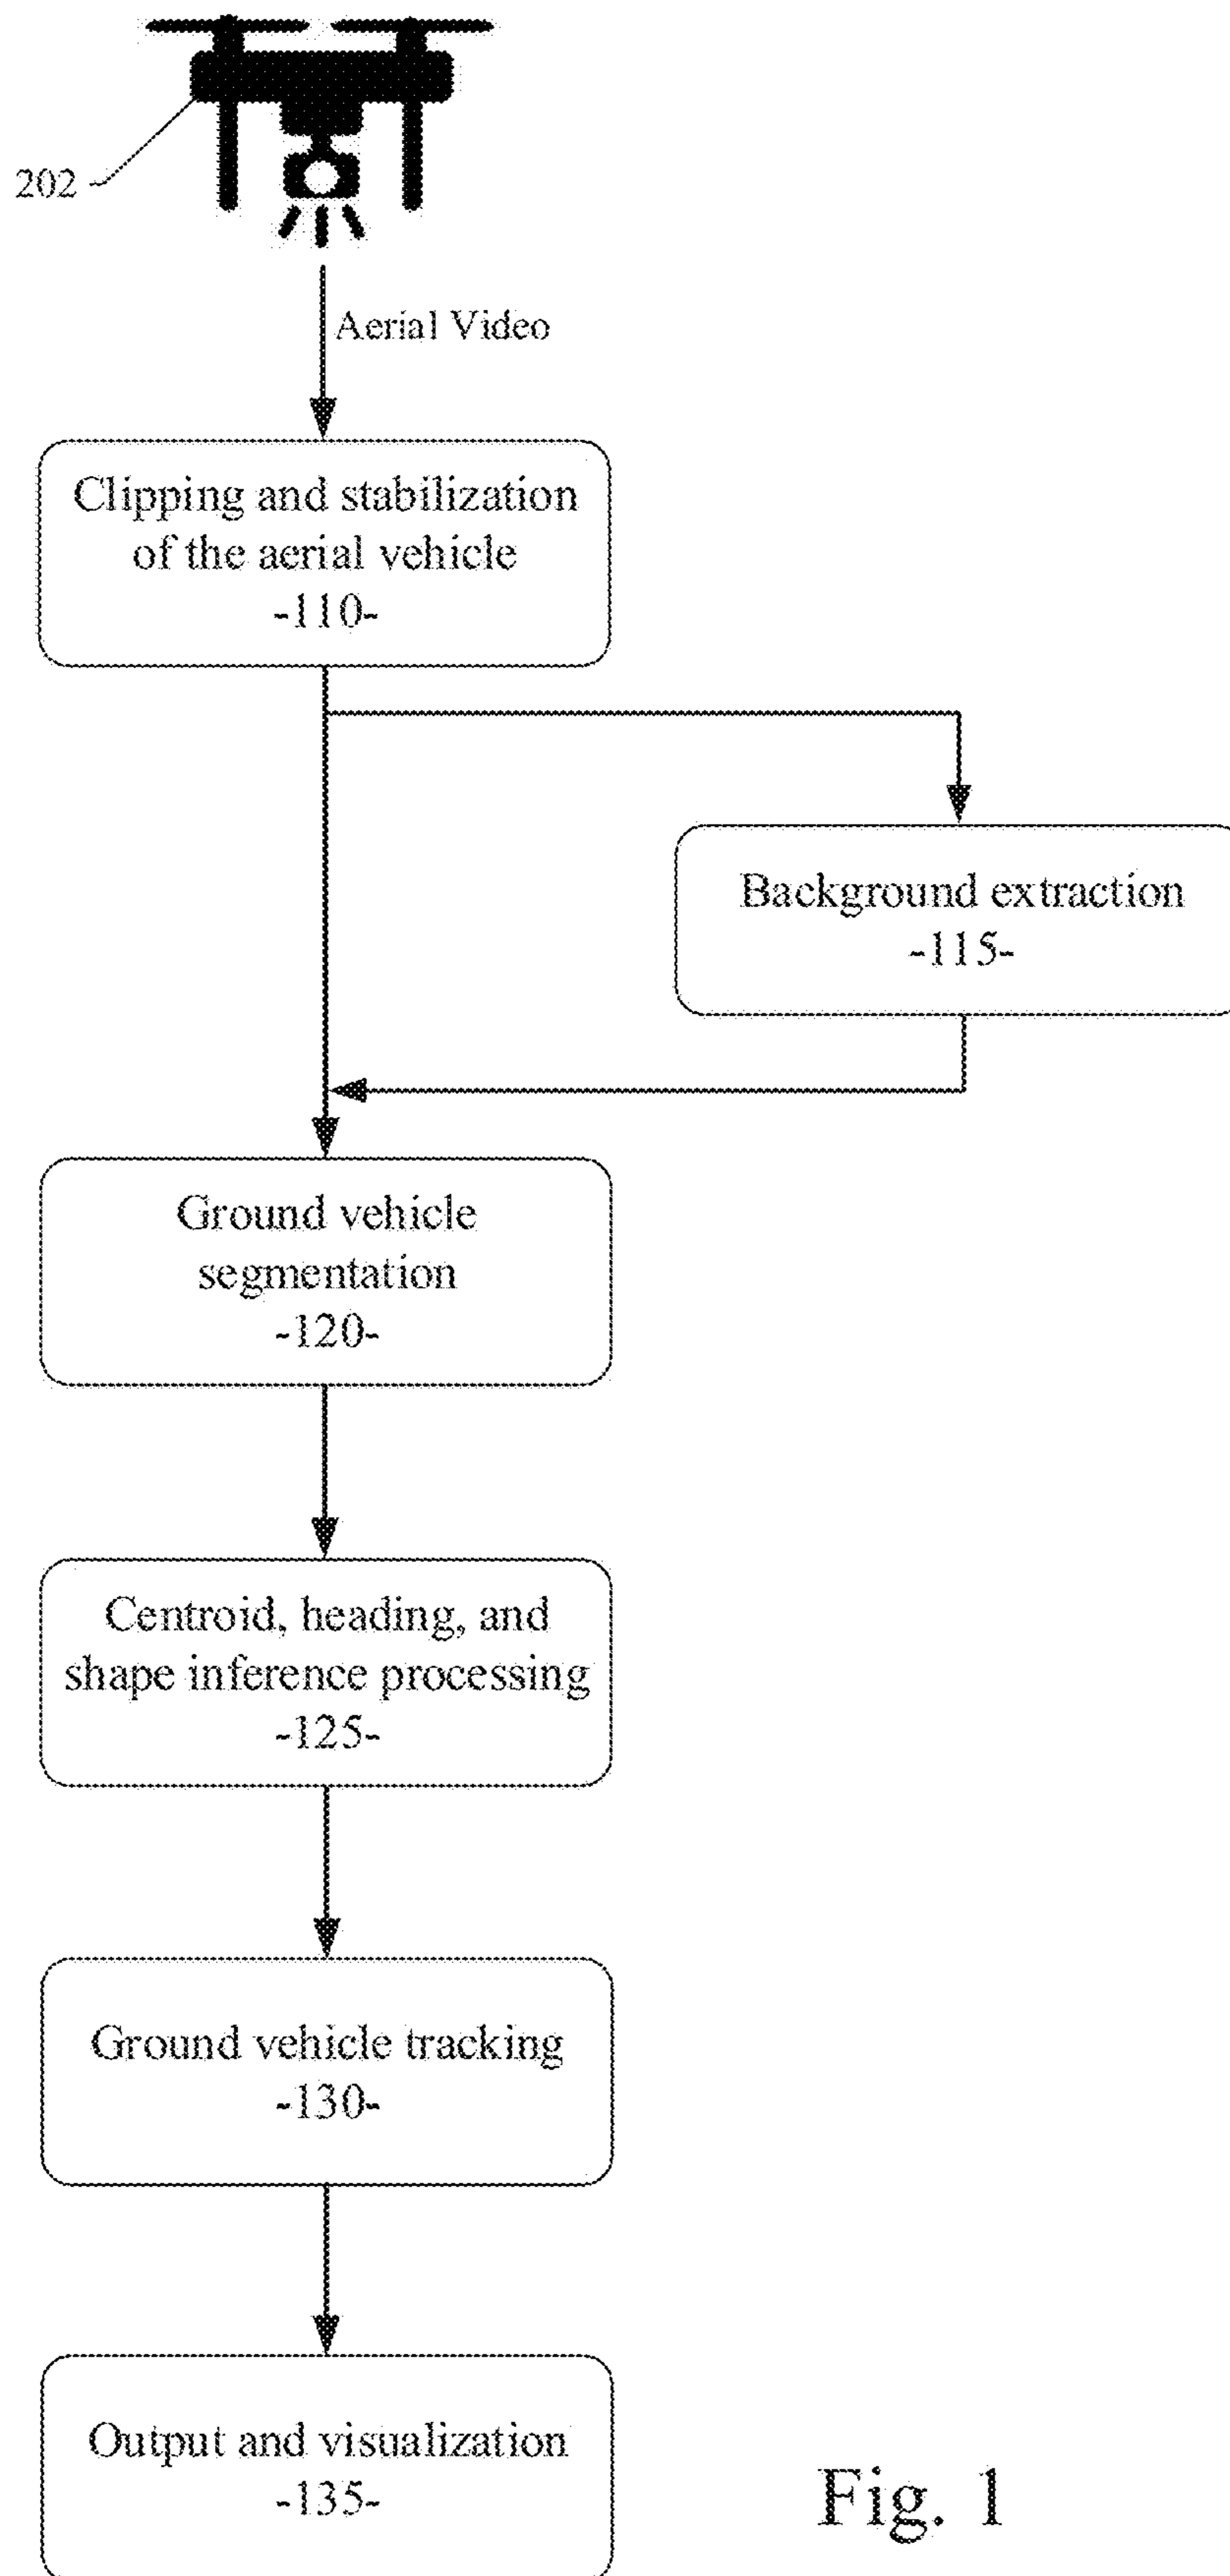 202
Aerial Video
Clipping and stabilization
of the aerial vehicle
-110-
Background extraction
-115-
Ground vehicle
segmentation
-120-
Centroid, heading, and
shape inference processing
-125-
Ground vehicle tracking
-130-
Output and visualization
-135-
Fig. 1